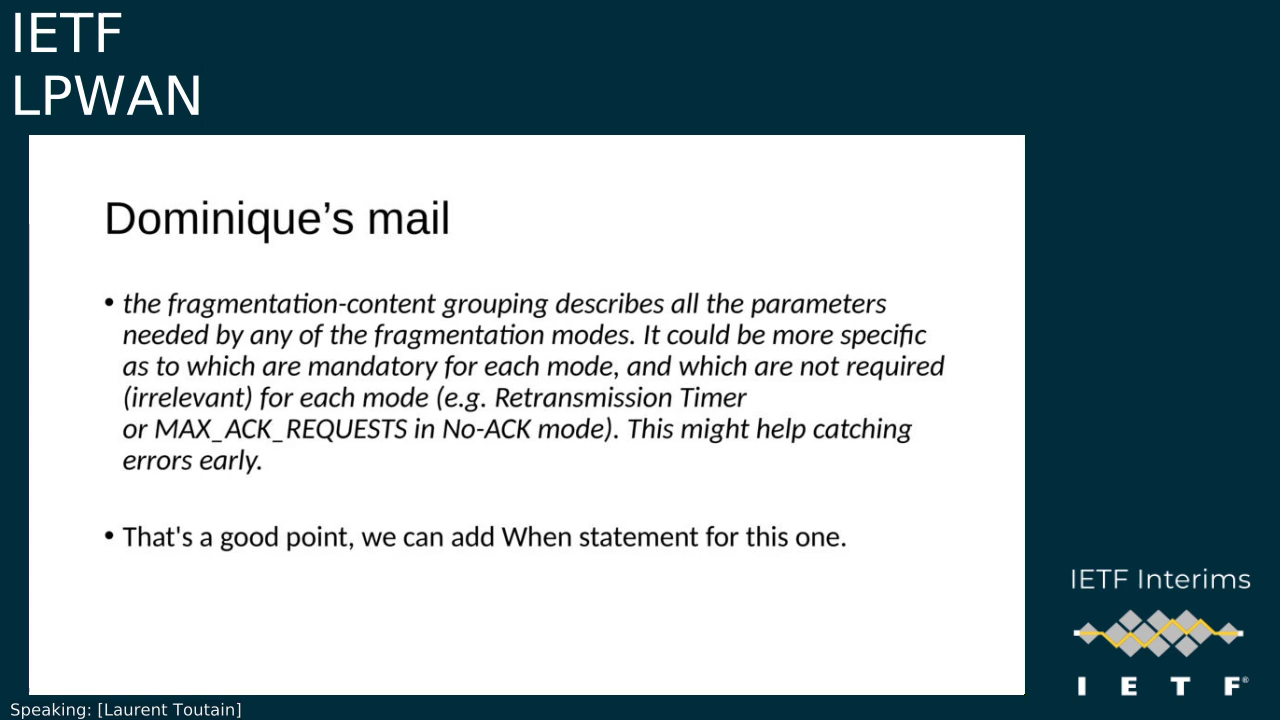 IETF
LPWAN
Dominique’s mail
• the fragmentation-content grouping describes all the parameters
needed by any of the fragmentation modes. It could be more specific
as to which are mandatory for each mode, and which are not required
(irrelevant) for each mode (e.g. Retransmission Timer
or MAX_ACK_REQUESTS in No-ACK mode). This might help catching
errors early.
• That's a good point, we can add When statement for this one.
IETF Interims
I E T F®
Speaking: [Laurent Toutain]